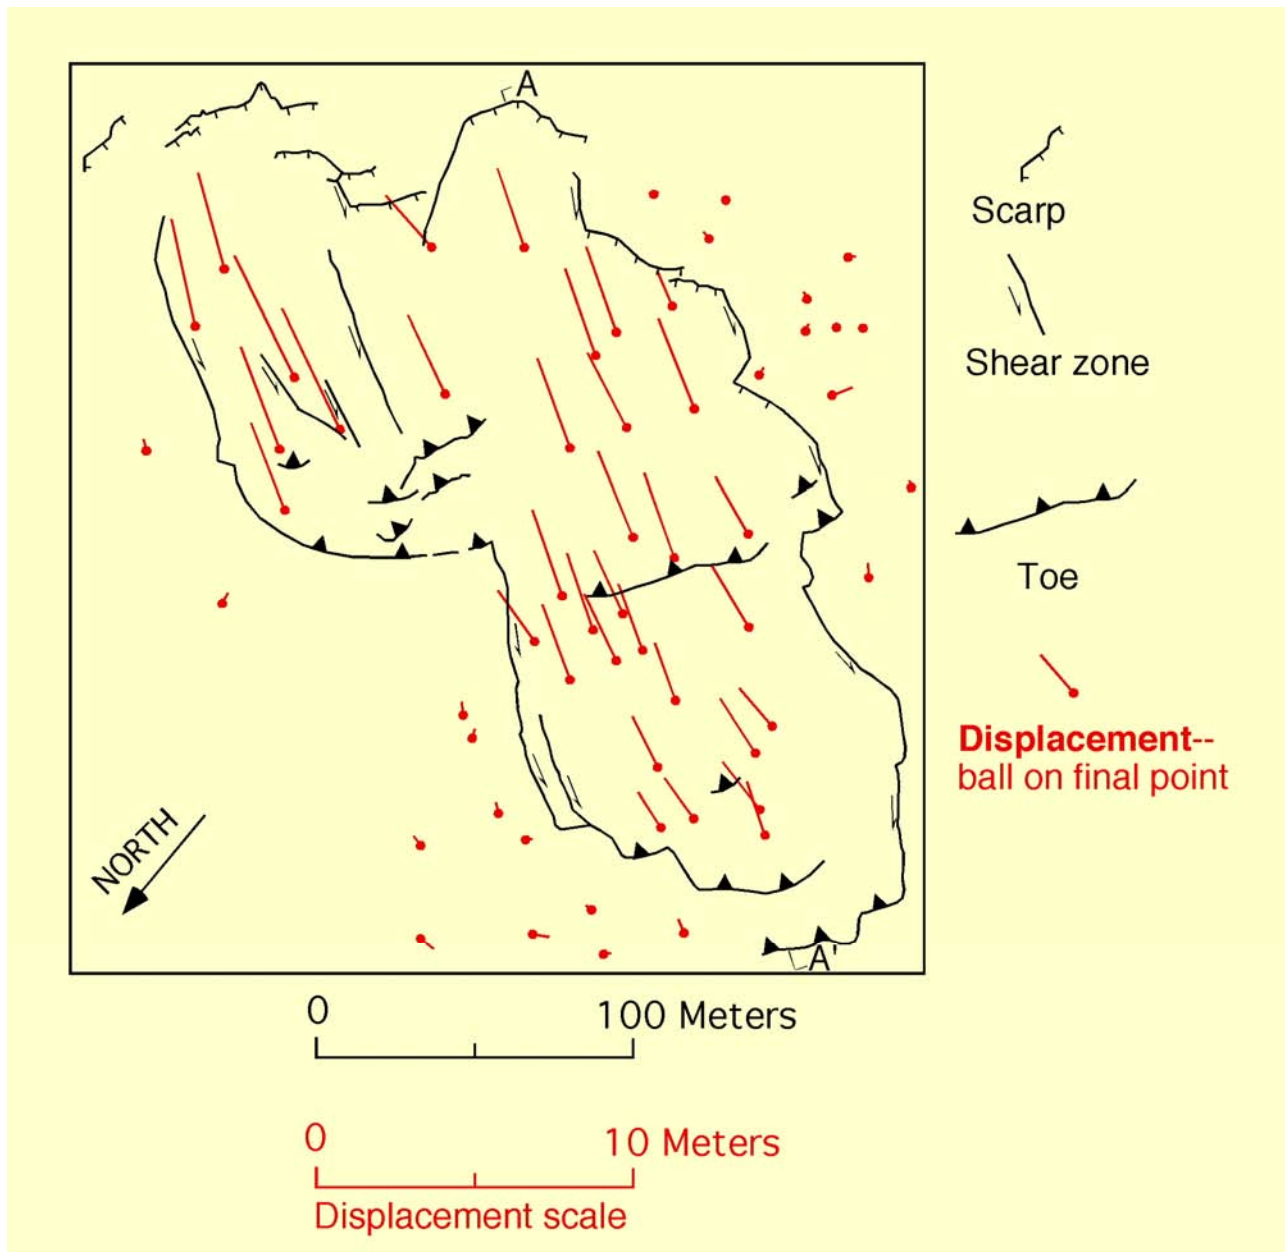 A
Scarp
Shear zone
Toe
Displacement--
ball on final point
NORTH
A'
0 100 Meters
0 10 Meters
Displacement scale